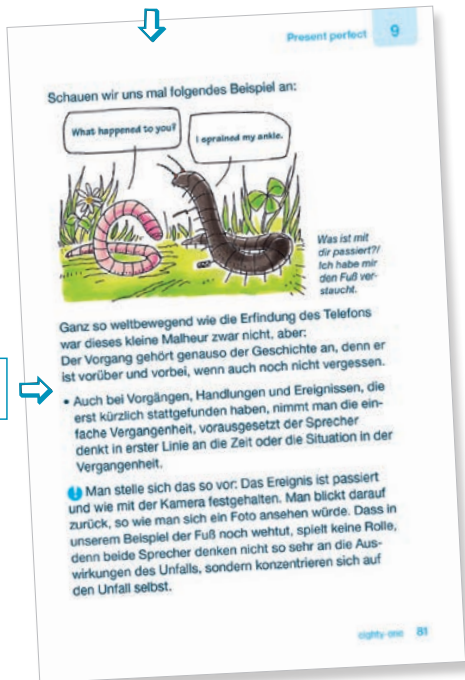 Present perfect 9
Schauen wir uns mal folgendes Beispiel an:
What happened to you?
I sprained my ankle.
Was ist mit
dir passiert?/
Ich habe mir
den Fuß ver-
staucht.
Ganz so weltbewegend wie die Erfindung des Telefons
war dieses kleine Malheur zwar nicht, aber:
Der Vorgang gehört genauso der Geschichte an, denn er
ist vorüber und vorbei, wenn auch noch nicht vergessen.
• Auch bei Vorgängen, Handlungen und Ereignissen, die
erst kürzlich stattgefunden haben, nimmt man die ein-
fache Vergangenheit, vorausgesetzt der Sprecher
denkt in erster Linie an die Zeit oder die Situation in der
Vergangenheit.
! Man stelle sich das so vor: Das Ereignis ist passiert
und wie mit der Kamera festgehalten. Man blickt darauf
zurück, so wie man sich ein Foto ansehen würde. Dass in
unserem Beispiel der Fuß noch wehtut, spielt keine Rolle,
denn beide Sprecher denken nicht so sehr an die Aus-
wirkungen des Unfalls, sondern konzentrieren sich auf
den Unfall selbst.
eighty-one 81